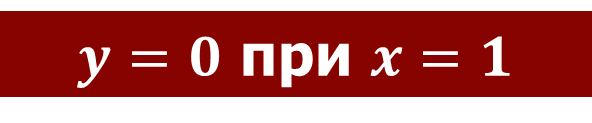 y = 0 при x = 1